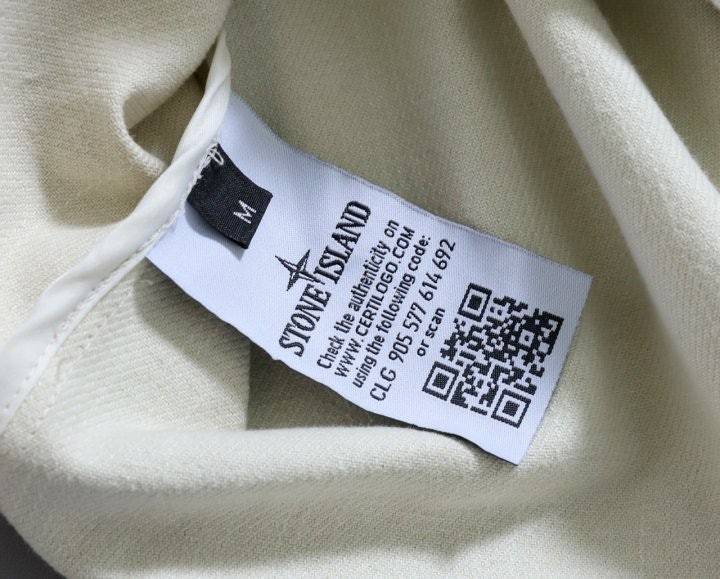 M
STONE ISLAND
Check the authenticity on
WWW.CERTILOGO.COM
using the following code:
CLG 905 577 614 692
or scan